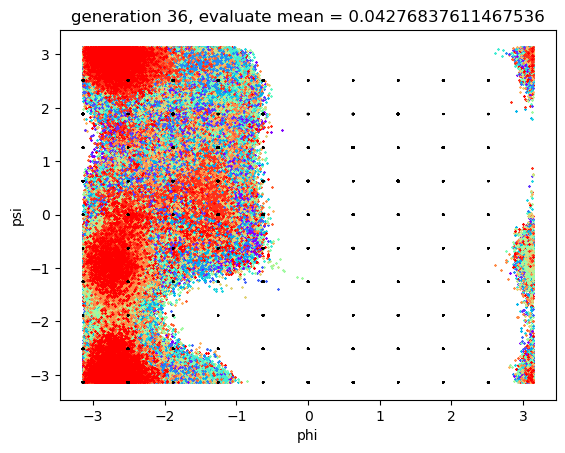 generation 36, evaluate mean = 0.04276837611467536
3
2
1
0
−1
−2
−3
psi
−3 −2 −1 0 1 2 3
phi